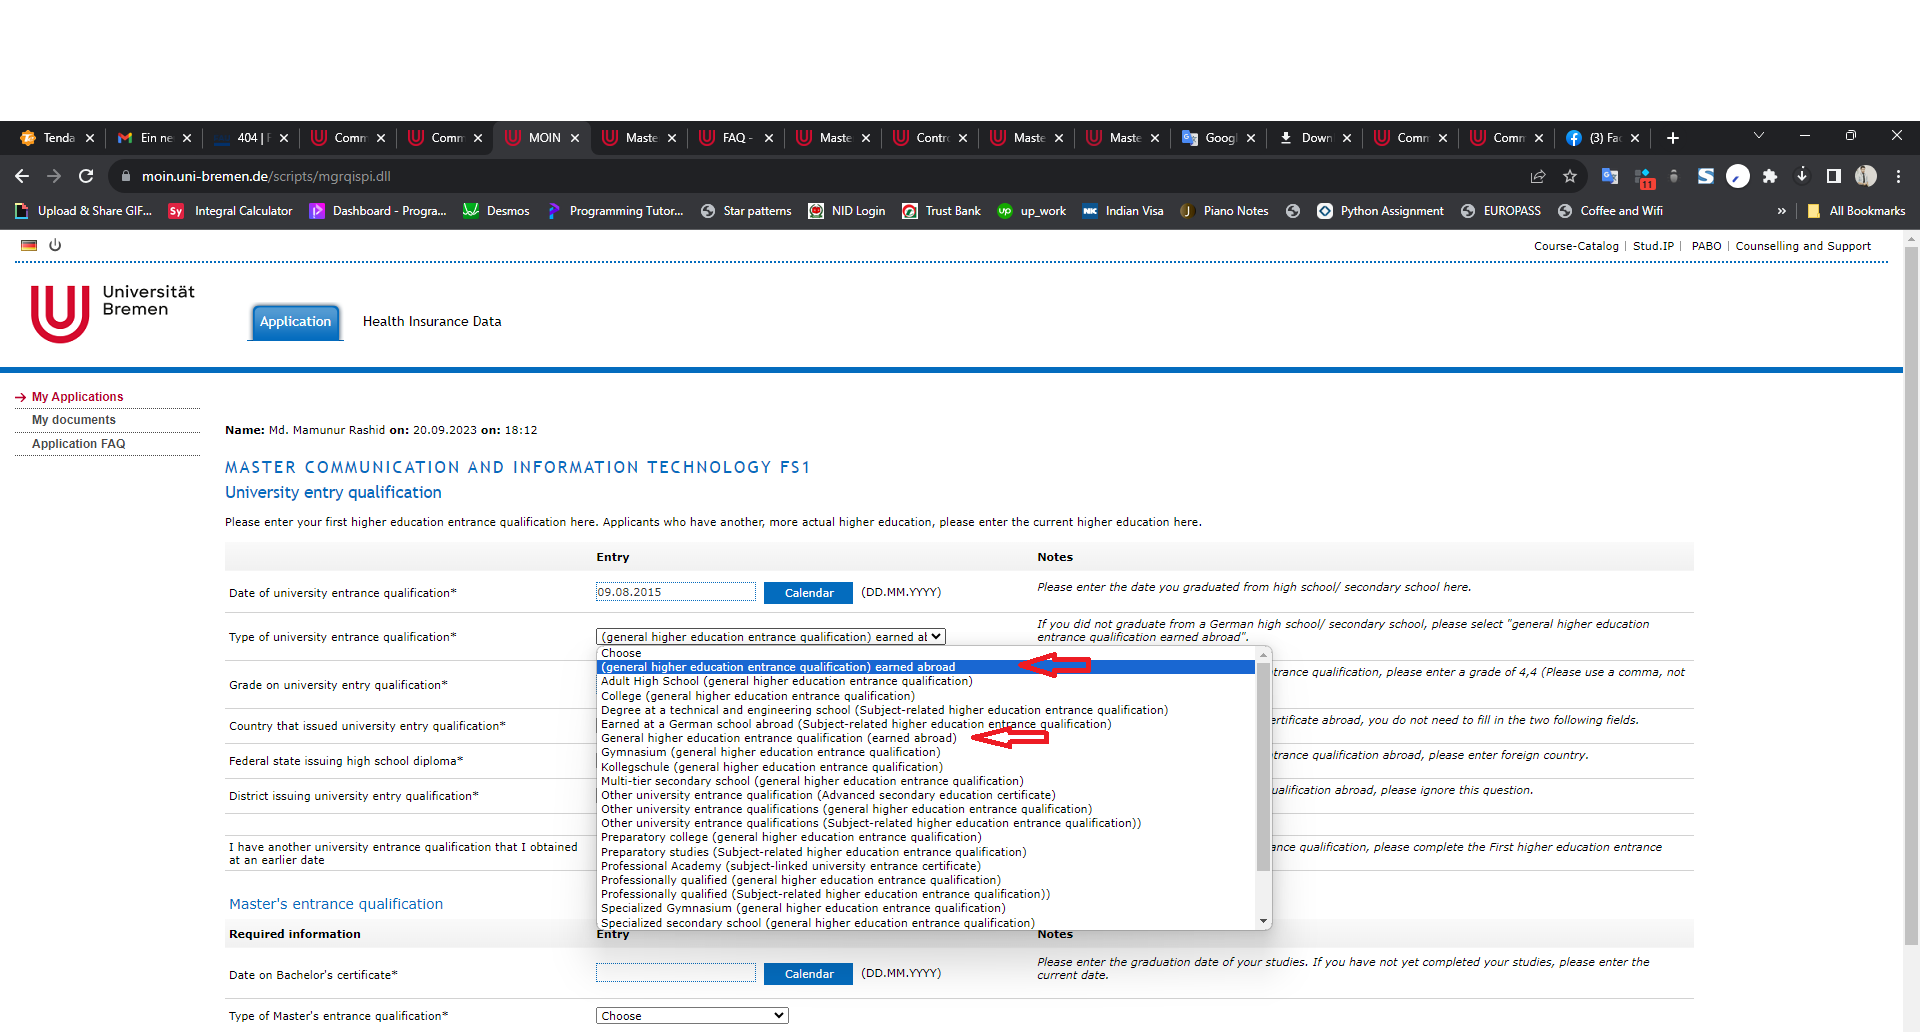 Tenda
Ein ne
404 | F
Comm
Comm
MOIN
Maste
FAQ -
Maste
Contro
Maste
Maste
Googl
Down
Comm
Comm
(3) Fac
moin.uni-bremen.de/scripts/mgrqispi.dll
11
Upload & Share GIF...
Sy Integral Calculator
Dashboard - Progra...
Desmos
Programming Tutor...
Star patterns
NID Login
Trust Bank
up up_work
NIC Indian Visa
J Piano Notes
Python Assignment
EUROPASS
Coffee and Wifi
» All Bookmarks
Course-Catalog | Stud.IP | PABO | Counselling and Support
Universität
Bremen
Application
Health Insurance Data
My Applications
My documents
Application FAQ
Name: Md. Mamunur Rashid on: 20.09.2023 on: 18:12
MASTER COMMUNICATION AND INFORMATION TECHNOLOGY FS1
University entry qualification
Please enter your first higher education entrance qualification here. Applicants who have another, more actual higher education, please enter the current higher education here.
Entry Notes
Date of university entrance qualification* 09.08.2015 Calendar (DD.MM.YYYY) Please enter the date you graduated from high school/ secondary school here.
Type of university entrance qualification* (general higher education entrance qualification) earned al
If you did not graduate from a German high school/ secondary school, please select "general higher education
entrance qualification earned abroad".
Choose
(general higher education entrance qualification) earned abroad
Adult High School (general higher education entrance qualification)
College (general higher education entrance qualification)
Degree at a technical and engineering school (Subject-related higher education entrance qualification)
Earned at a German school abroad (Subject-related higher education entrance qualification)
General higher education entrance qualification (earned abroad)
Gymnasium (general higher education entrance qualification)
Kollegschule (general higher education entrance qualification)
Multi-tier secondary school (general higher education entrance qualification)
Other university entrance qualification (Advanced secondary education certificate)
Other university entrance qualifications (general higher education entrance qualification)
Other university entrance qualifications (Subject-related higher education entrance qualification))
Preparatory college (general higher education entrance qualification)
Preparatory studies (Subject-related higher education entrance qualification)
Professional Academy (subject-linked university entrance certificate)
Professionally qualified (general higher education entrance qualification)
Professionally qualified (Subject-related higher education entrance qualification))
Specialized Gymnasium (general higher education entrance qualification)
Specialized secondary school (general higher education entrance qualification)
Grade on university entry qualification* trance qualification, please enter a grade of 4,4 (Please use a comma, not
Country that issued university entry qualification* ertificate abroad, you do not need to fill in the two following fields.
Federal state issuing high school diploma* trance qualification abroad, please enter foreign country.
District issuing university entry qualification* ualification abroad, please ignore this question.
I have another university entrance qualification that I obtained
at an earlier date
ance qualification, please complete the First higher education entrance
Master's entrance qualification
Required information Entry Notes
Date on Bachelor's certificate* Calendar (DD.MM.YYYY)
Please enter the graduation date of your studies. If you have not yet completed your studies, please enter the
current date.
Type of Master's entrance qualification* Choose